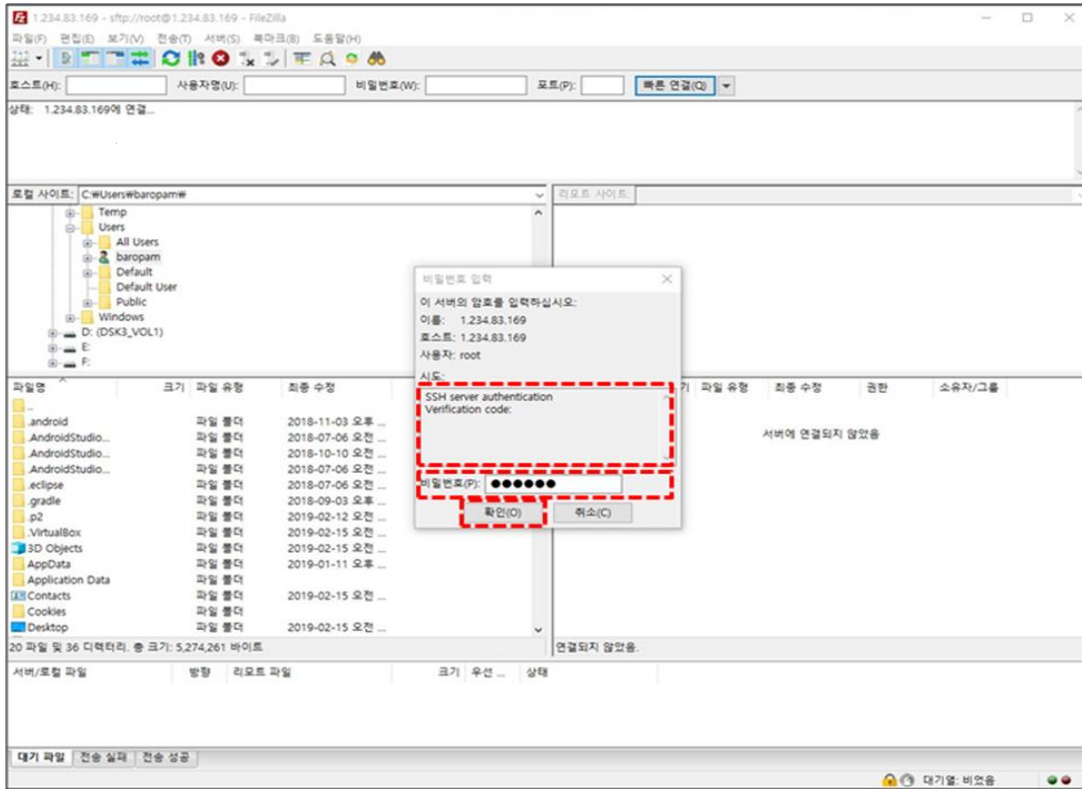 1.234.83.169 - sftp://root@1.234.83.169 - FileZilla
파일(F) 편집(E) 보기(V) 전송(T) 서버(S) 북마크(B) 도움말(H)
호스트(H): 사용자명(U): 비밀번호(W): 포트(P): 빠른 연결(Q)
상태: 1.234.83.169에 연결...
로컬 사이트: C:₩Users₩baropam₩
리모트 사이트:
Temp
Users
All Users
baropam
Default
Default User
Public
Windows
D: (DSK3_VOL1)
E:
F:
비밀번호 입력
이 서버의 암호를 입력하십시오:
이름: 1.234.83.169
호스트: 1.234.83.169
사용자: root
시도:
SSH server authentication
Verification code:
비밀번호(P): ●●●●●●
확인(O) 취소(C)
파일명 크기 파일 유형 최종 수정
..
.android 파일 폴더 2018-11-03 오후 ...
.AndroidStudio... 파일 폴더 2018-07-06 오전 ...
.AndroidStudio... 파일 폴더 2018-10-10 오전 ...
.AndroidStudio... 파일 폴더 2018-07-06 오전 ...
.eclipse 파일 폴더 2018-07-06 오전 ...
.gradle 파일 폴더 2018-09-03 오후 ...
.p2 파일 폴더 2019-02-12 오전 ...
.VirtualBox 파일 폴더 2019-02-15 오전 ...
3D Objects 파일 폴더 2019-02-15 오전 ...
AppData 파일 폴더 2019-01-11 오후 ...
Application Data 파일 폴더
Contacts 파일 폴더 2019-02-15 오전 ...
Cookies 파일 폴더
Desktop 파일 폴더 2019-02-15 오전 ...
20 파일 및 36 디렉터리. 총 크기: 5,274,261 바이트
기 파일 유형 최종 수정 권한 소유자/그룹
서버에 연결되지 않았음
연결되지 않았음.
서버/로컬 파일 방향 리모트 파일 크기 우선 ... 상태
대기 파일 전송 실패 전송 성공
대기열: 비었음